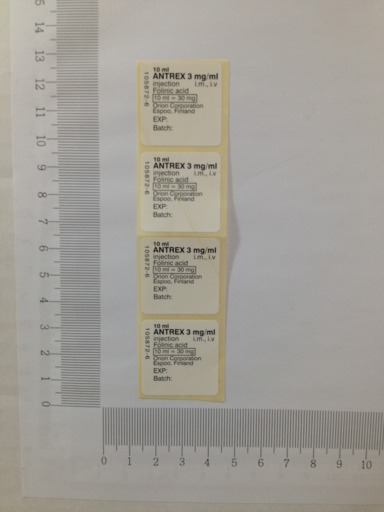 10 ml
ANTREX 3 mg/ml
injection i.m., i.v
Folinic acid
10 ml = 30 mg
Orion Corporation
Espoo, Finland
EXP:
Batch:
105872-6
10 ml
ANTREX 3 mg/ml
injection i.m., i.v
Folinic acid
10 ml = 30 mg
Orion Corporation
Espoo, Finland
EXP:
Batch:
105872-6
10 ml
ANTREX 3 mg/ml
injection i.m., i.v
Folinic acid
10 ml = 30 mg
Orion Corporation
Espoo, Finland
EXP:
Batch:
105872-6
10 ml
ANTREX 3 mg/ml
injection i.m., i.v
Folinic acid
10 ml = 30 mg
Orion Corporation
Espoo, Finland
EXP:
Batch:
105872-6
15
14
13
12
11
10
9
8
7
6
5
4
3
2
1
0
0 1 2 3 4 5 6 7 8 9 10